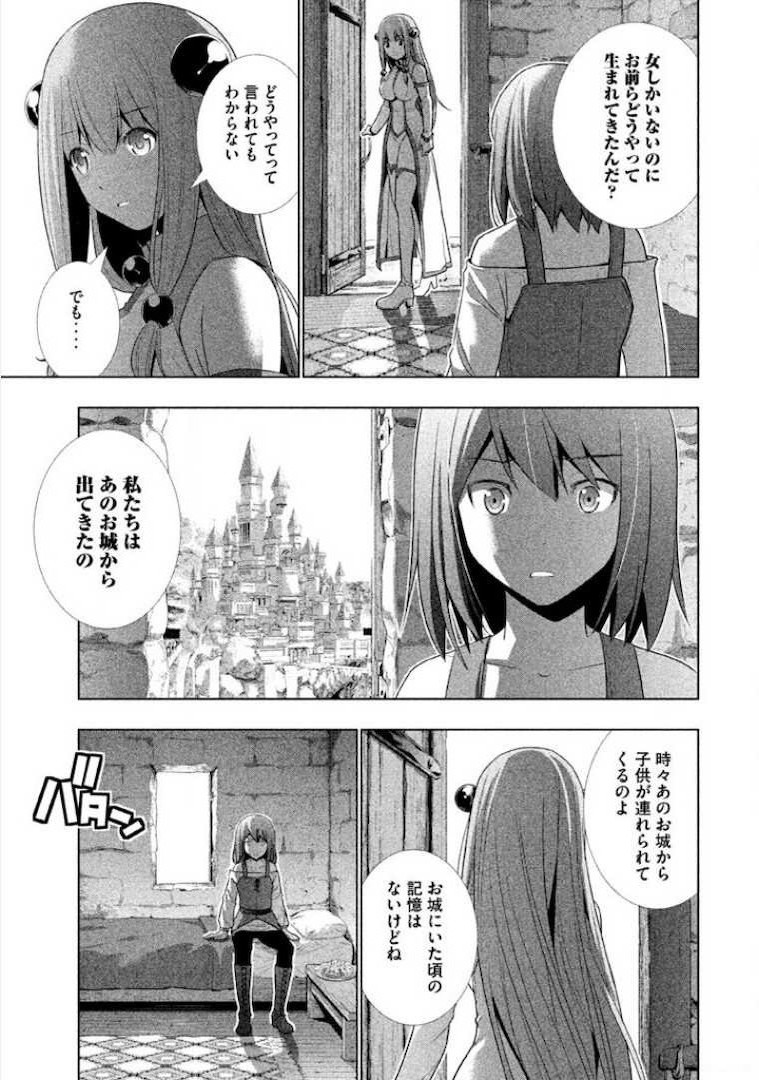 女しかいないのに
お前らどうやって
生まれてきたんだ?
どうやってって
言われても
わからない
でも‥‥
私たちは
あのお城から
出てきたの
時々あのお城から
子供が連れられて
くるのよ
お城にいた頃の
記憶は
ないけどね
バタン